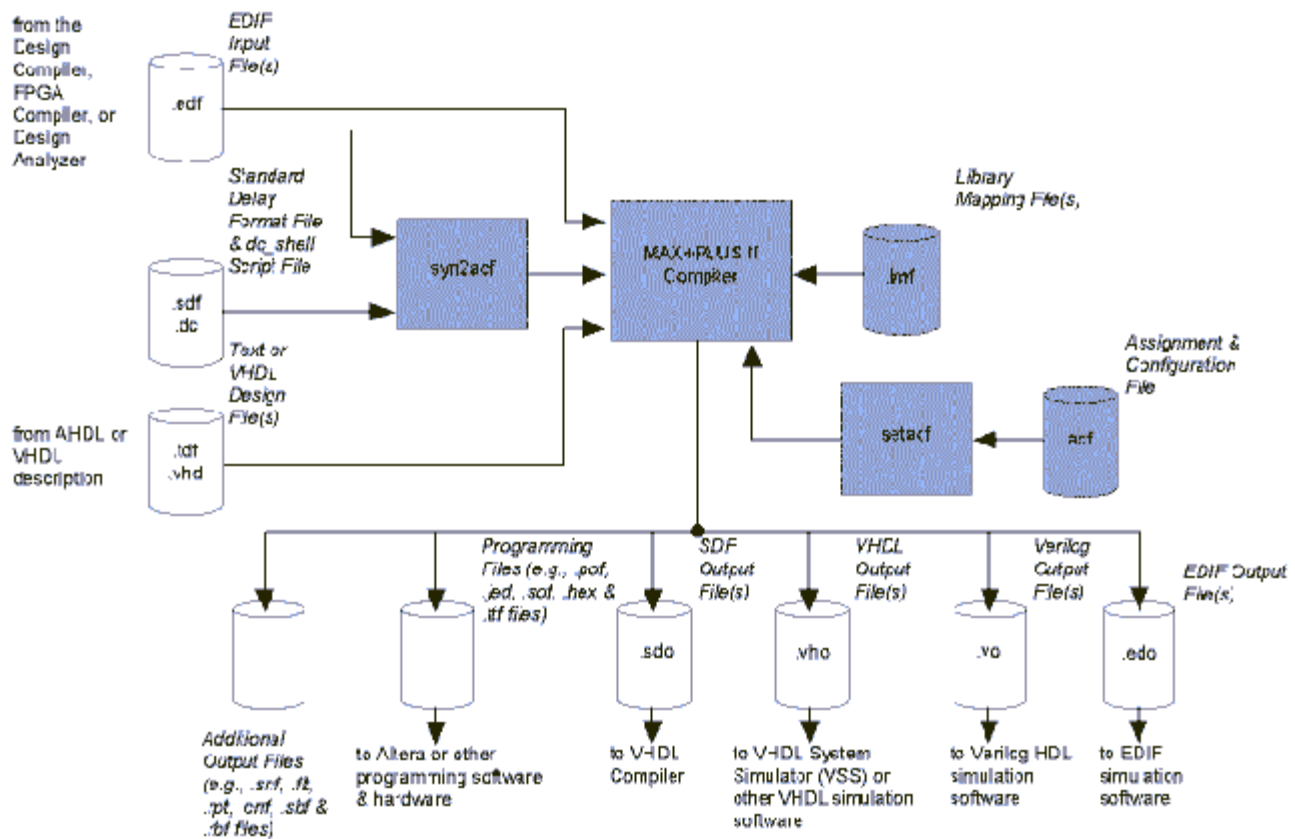 from the
Design
Compiler,
FPGA
Compiler, or
Design
Analyzer
EDIF
Input
File(s)
.edf
Standard
Delay
Format File
& dc_shell
Script File
.sdf
.dc
syn2acf
MAX+PLUS II
Compiler
Library
Mapping File(s)
.lmf
Assignment &
Configuration
File
setacf
acf
Text or
VHDL
Design
File(s)
from AHDL or
VHDL
description
.tdf
.vhd
Programming
Files (e.g., .pof,
.jed, .sof, .hex &
.ttf files)
SDF
Output
File(s)
VHDL
Output
File(s)
Verilog
Output
File(s)
EDIF Output
File(s)
.sdo
.vho
.vo
.edo
Additional
Output Files
(e.g., .snf, .fit,
.rpt, cnf, .sbf &
.rbf files)
to Altera or other
programming software
& hardware
to VHDL
Compiler
to VHDL System
Simulator (VSS) or
other VHDL simulation
software
to Verilog HDL
simulation
software
to EDIF
simulation
software